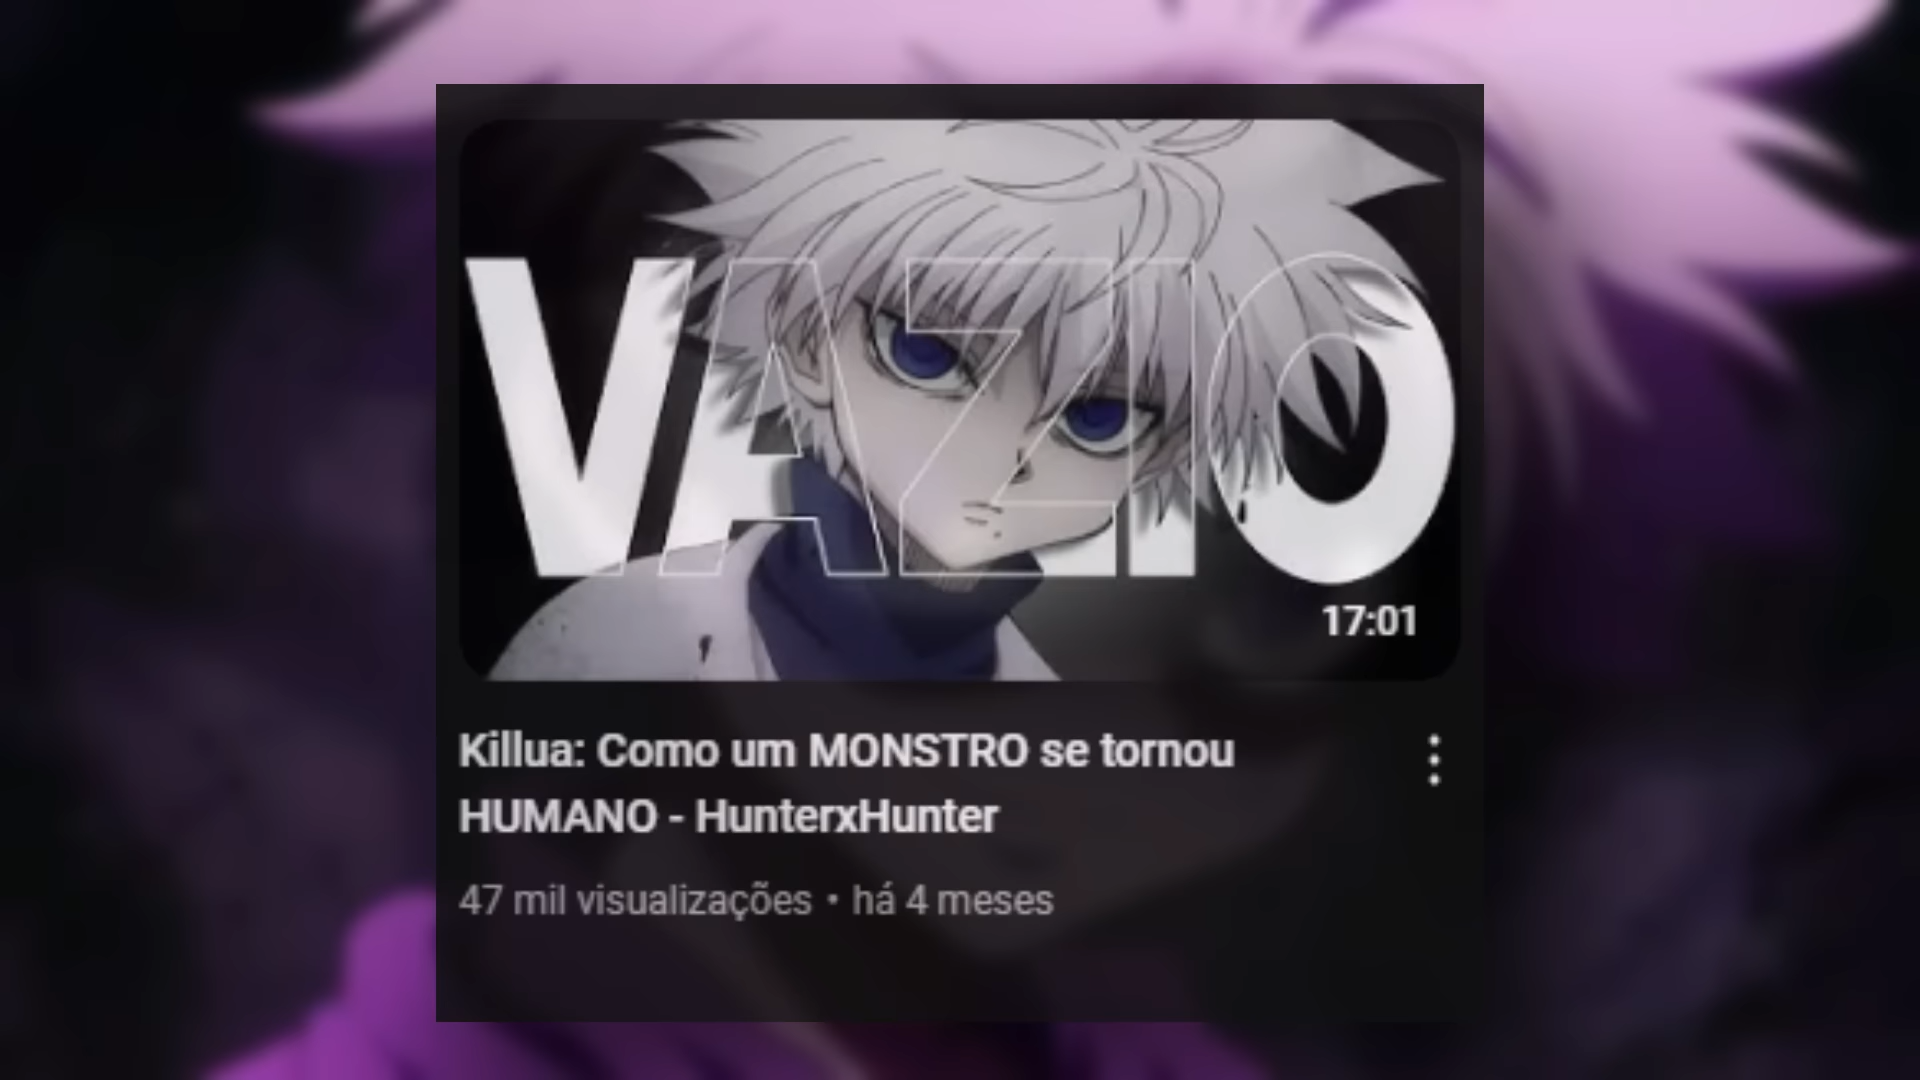 VAZIO
17:01
Killua: Como um MONSTRO se tornou
HUMANO - HunterxHunter
47 mil visualizações • há 4 meses